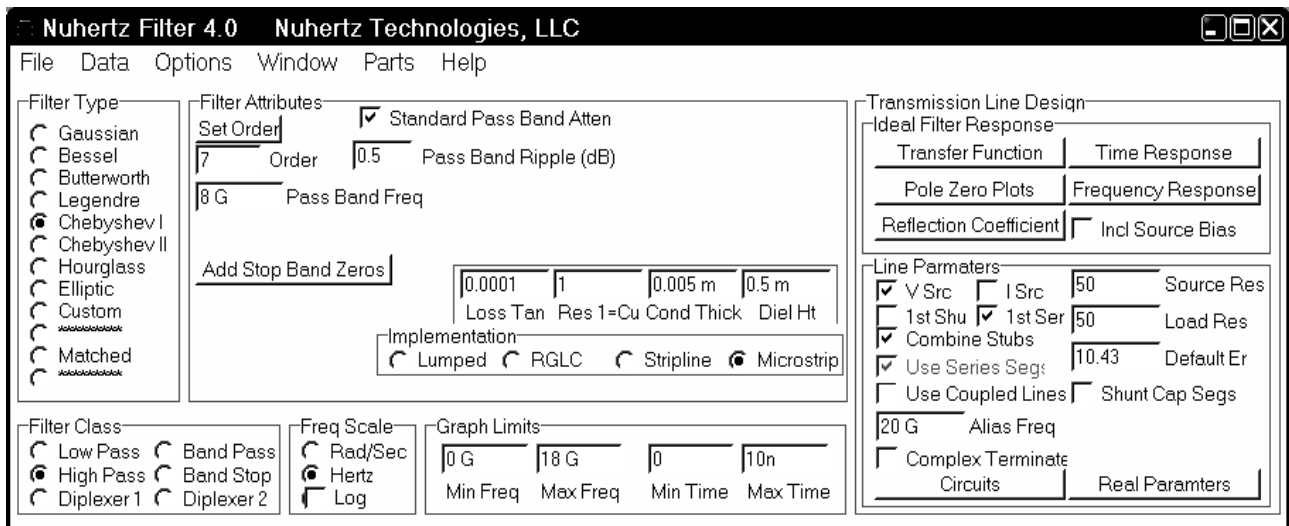 Nuhertz Filter 4.0 Nuhertz Technologies, LLC
File Data Options Window Parts Help
Filter Type
Gaussian
Bessel
Butterworth
Legendre
Chebyshev I
Chebyshev II
Hourglass
Elliptic
Custom
**********
Matched
**********
Filter Attributes
Set Order
Standard Pass Band Atten
7 Order 0.5 Pass Band Ripple (dB)
8 G Pass Band Freq
Add Stop Band Zeros
0.0001 1 0.005 m 0.5 m
Loss Tan Res 1=Cu Cond Thick Diel Ht
Implementation
Lumped RGLC Stripline Microstrip
Transmission Line Design
Ideal Filter Response
Transfer Function Time Response
Pole Zero Plots Frequency Response
Reflection Coefficient Incl Source Bias
Line Parmaters
V Src I Src 50 Source Res
1st Shu 1st Ser 50 Load Res
Combine Stubs
Use Series Segs 10.43 Default Er
Use Coupled Lines Shunt Cap Segs
20 G Alias Freq
Complex Terminate
Circuits Real Paramters
Filter Class
Low Pass Band Pass
High Pass Band Stop
Diplexer 1 Diplexer 2
Freq Scale
Rad/Sec
Hertz
Log
Graph Limits
0 G 18 G 0 10n
Min Freq Max Freq Min Time Max Time